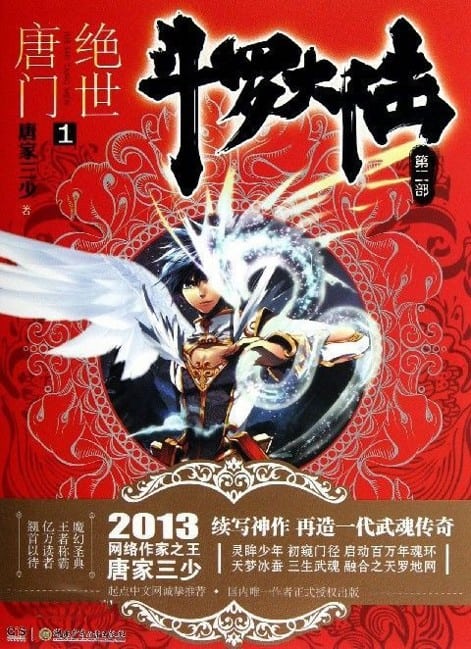 斗罗大陆
第二部
绝世
唐门
1
唐家三少
著
2013
网络作家之王
唐家三少
续写神作 再造一代武魂传奇
灵眸少年 初窥门径 启动百万年魂环
天梦冰蚕 三生武魂 融合之天罗地网
魔幻圣典
王者称霸
亿万读者
翘首以待
起点中文网诚挚推荐·国内唯一作者正式授权出版